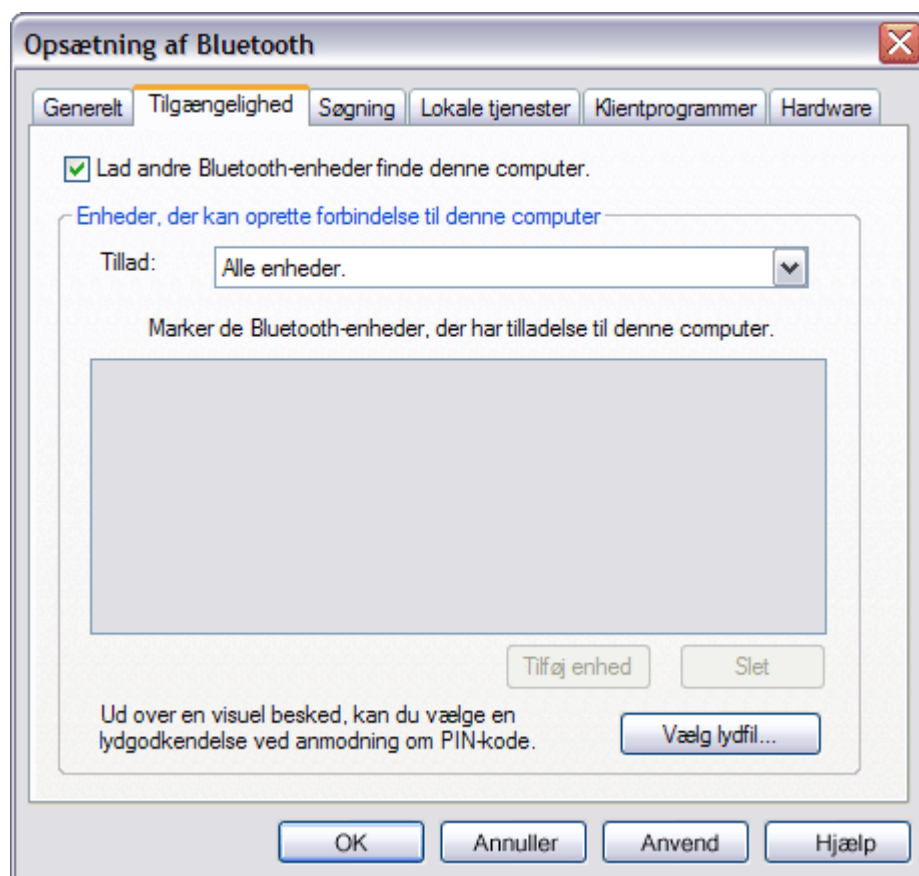 Opsætning af Bluetooth
Generelt Tilgængelighed Søgning Lokale tjenester Klientprogrammer Hardware
Lad andre Bluetooth-enheder finde denne computer.
Enheder, der kan oprette forbindelse til denne computer
Tillad: Alle enheder.
Marker de Bluetooth-enheder, der har tilladelse til denne computer.
Tilføj enhed Slet
Ud over en visuel besked, kan du vælge en
lydgodkendelse ved anmodning om PIN-kode.
Vælg lydfil...
OK Annuller Anvend Hjælp